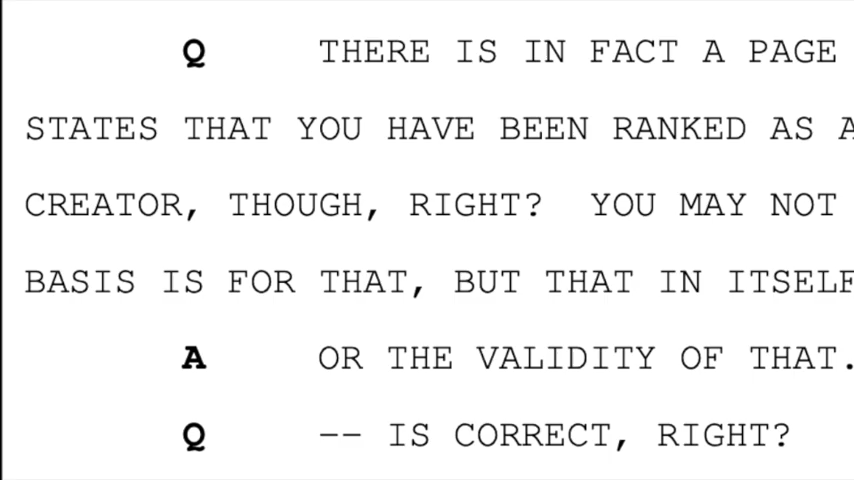 Q THERE IS IN FACT A PAGE
STATES THAT YOU HAVE BEEN RANKED AS A
CREATOR, THOUGH, RIGHT? YOU MAY NOT
BASIS IS FOR THAT, BUT THAT IN ITSELF
A OR THE VALIDITY OF THAT.
Q -- IS CORRECT, RIGHT?